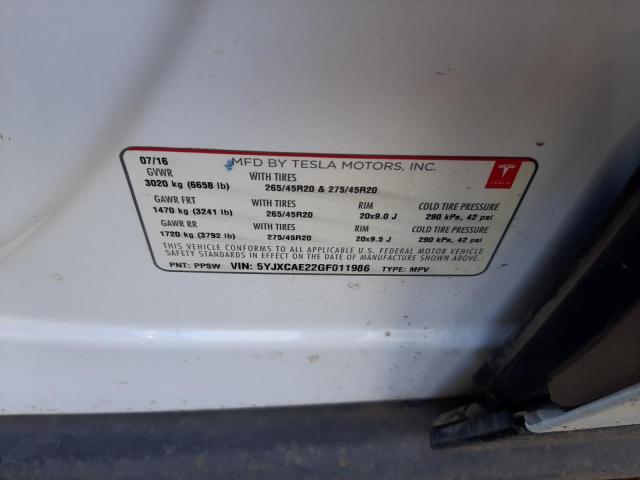 07/16 MFD BY TESLA MOTORS, INC.
GVWR WITH TIRES
3020 kg (6658 lb) 265/45R20 & 275/45R20
TESLA
GAWR FRT WITH TIRES RIM COLD TIRE PRESSURE
1470 kg (3241 lb) 265/45R20 20x9.0 J 290 kPs, 42 psi
GAWR RR WITH TIRES RIM COLD TIRE PRESSURE
1720 kg (3792 lb) 275/45R20 20x9.5 J 290 kPs, 42 psi
THIS VEHICLE CONFORMS TO ALL APPLICABLE U.S. FEDERAL MOTOR VEHICLE
SAFETY STANDARDS IN EFFECT ON THE DATE OF MANUFACTURE SHOWN ABOVE.
PNT: PPSW VIN: 5YJXCAE22GF011986 TYPE: MPV